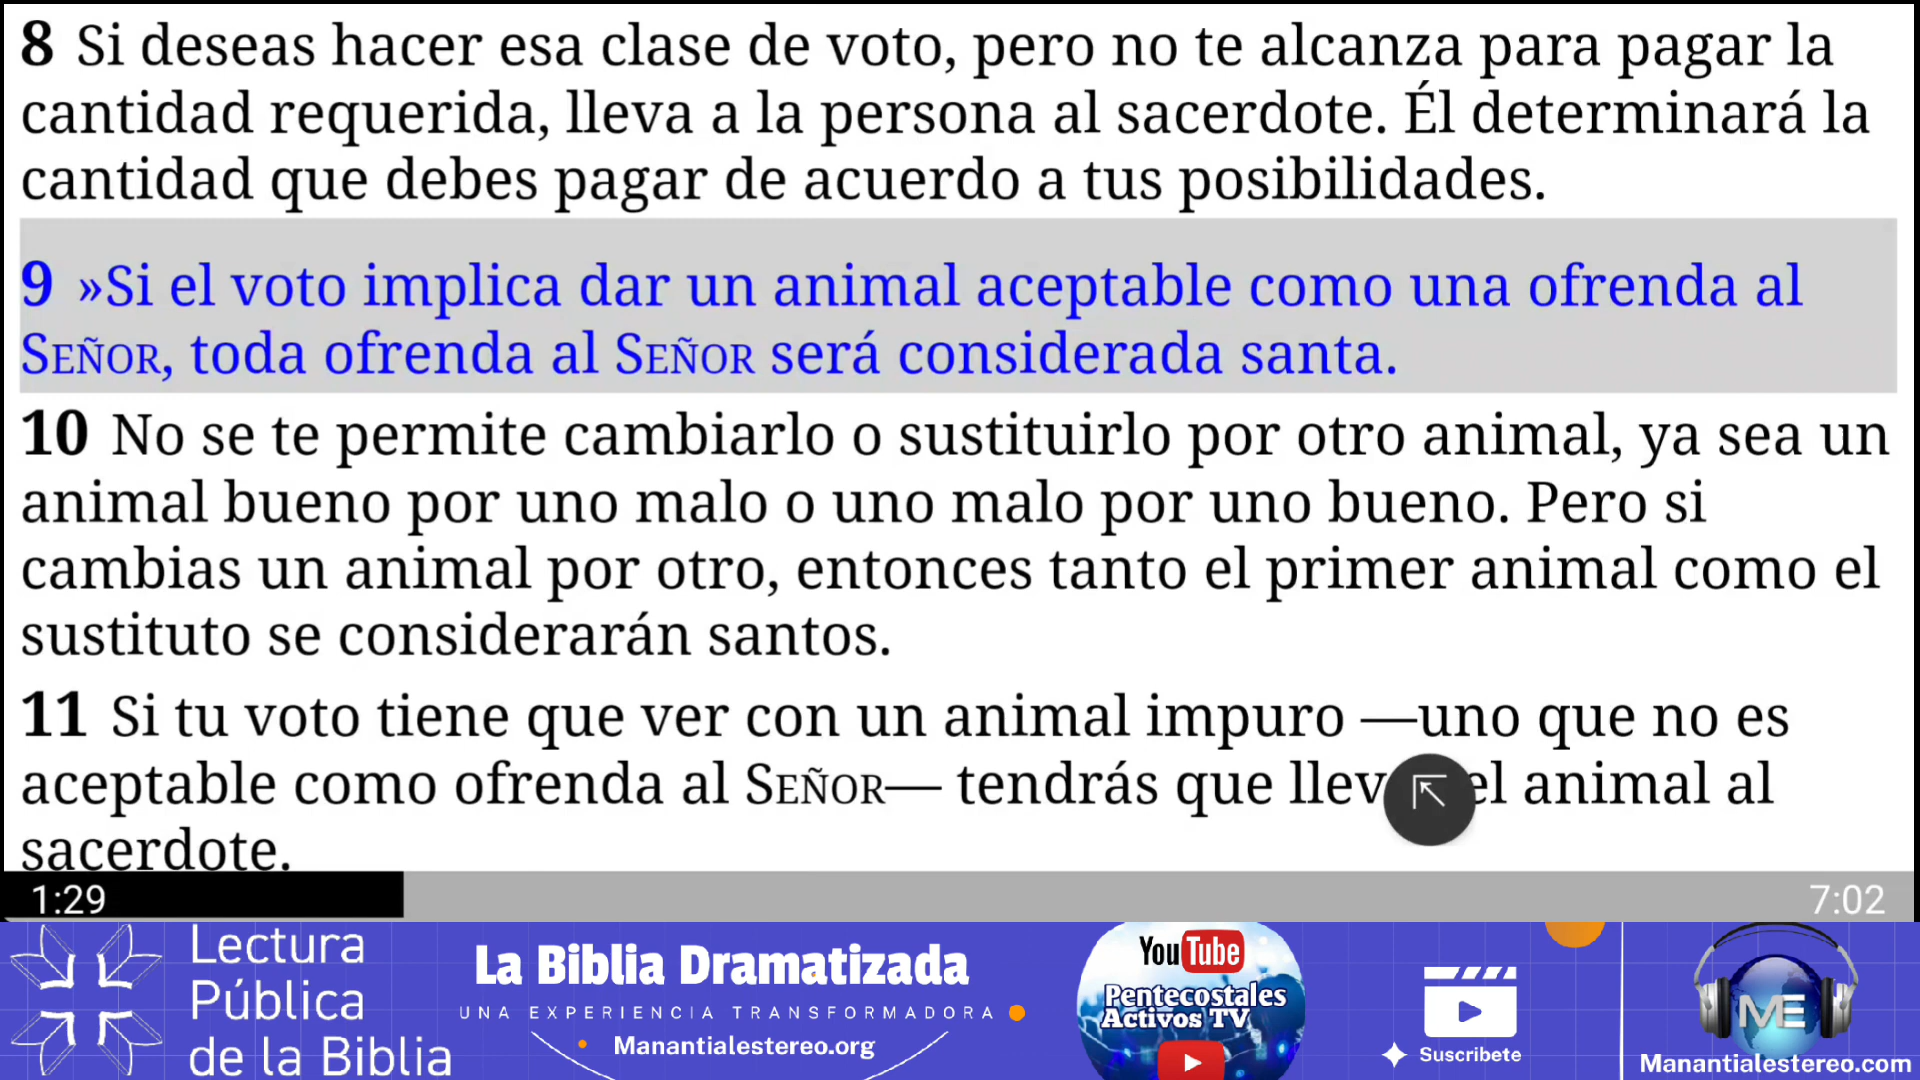 8 Si deseas hacer esa clase de voto, pero no te alcanza para pagar la
cantidad requerida, lleva a la persona al sacerdote. Él determinará la
cantidad que debes pagar de acuerdo a tus posibilidades.
9 »Si el voto implica dar un animal aceptable como una ofrenda al
SEÑOR, toda ofrenda al SEÑOR será considerada santa.
10 No se te permite cambiarlo o sustituirlo por otro animal, ya sea un
animal bueno por uno malo o uno malo por uno bueno. Pero si
cambias un animal por otro, entonces tanto el primer animal como el
sustituto se considerarán santos.
11 Si tu voto tiene que ver con un animal impuro —uno que no es
aceptable como ofrenda al SEÑOR— tendrás que el animal al
sacerdote.
1:29
7:02
Lectura
Pública
de la Biblia
La Biblia Dramatizada
UNA EXPERIENCIA TRANSFORMADORA
Manantialestereo.org
YouTube
Pentecostales
Activos TV
Suscribete
ME
Manantialestereo.com